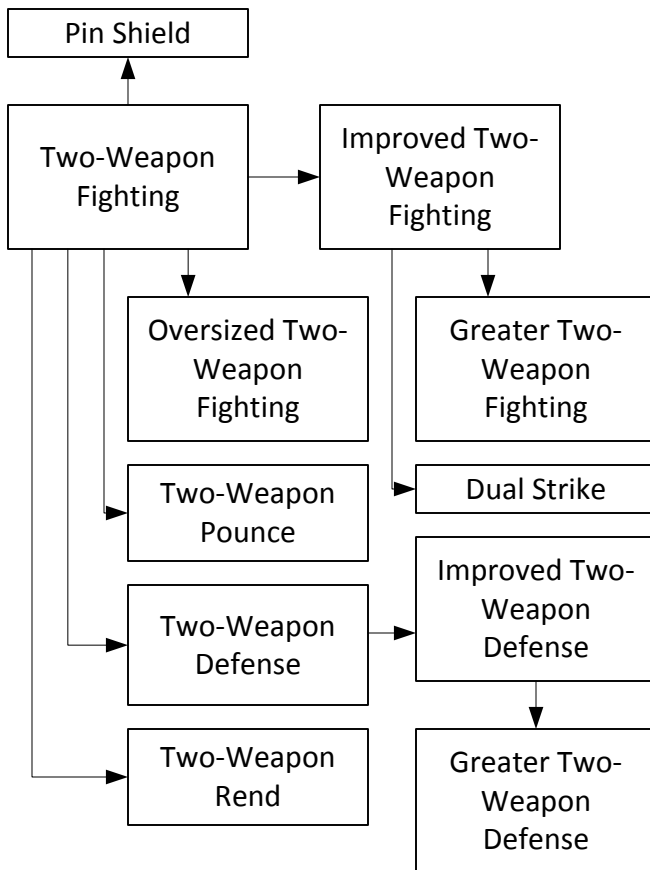 Pin Shield
Two-Weapon
Fighting
Improved Two-
Weapon
Fighting
Oversized Two-
Weapon
Fighting
Greater Two-
Weapon
Fighting
Two-Weapon
Pounce
Dual Strike
Two-Weapon
Defense
Improved Two-
Weapon
Defense
Two-Weapon
Rend
Greater Two-
Weapon
Defense